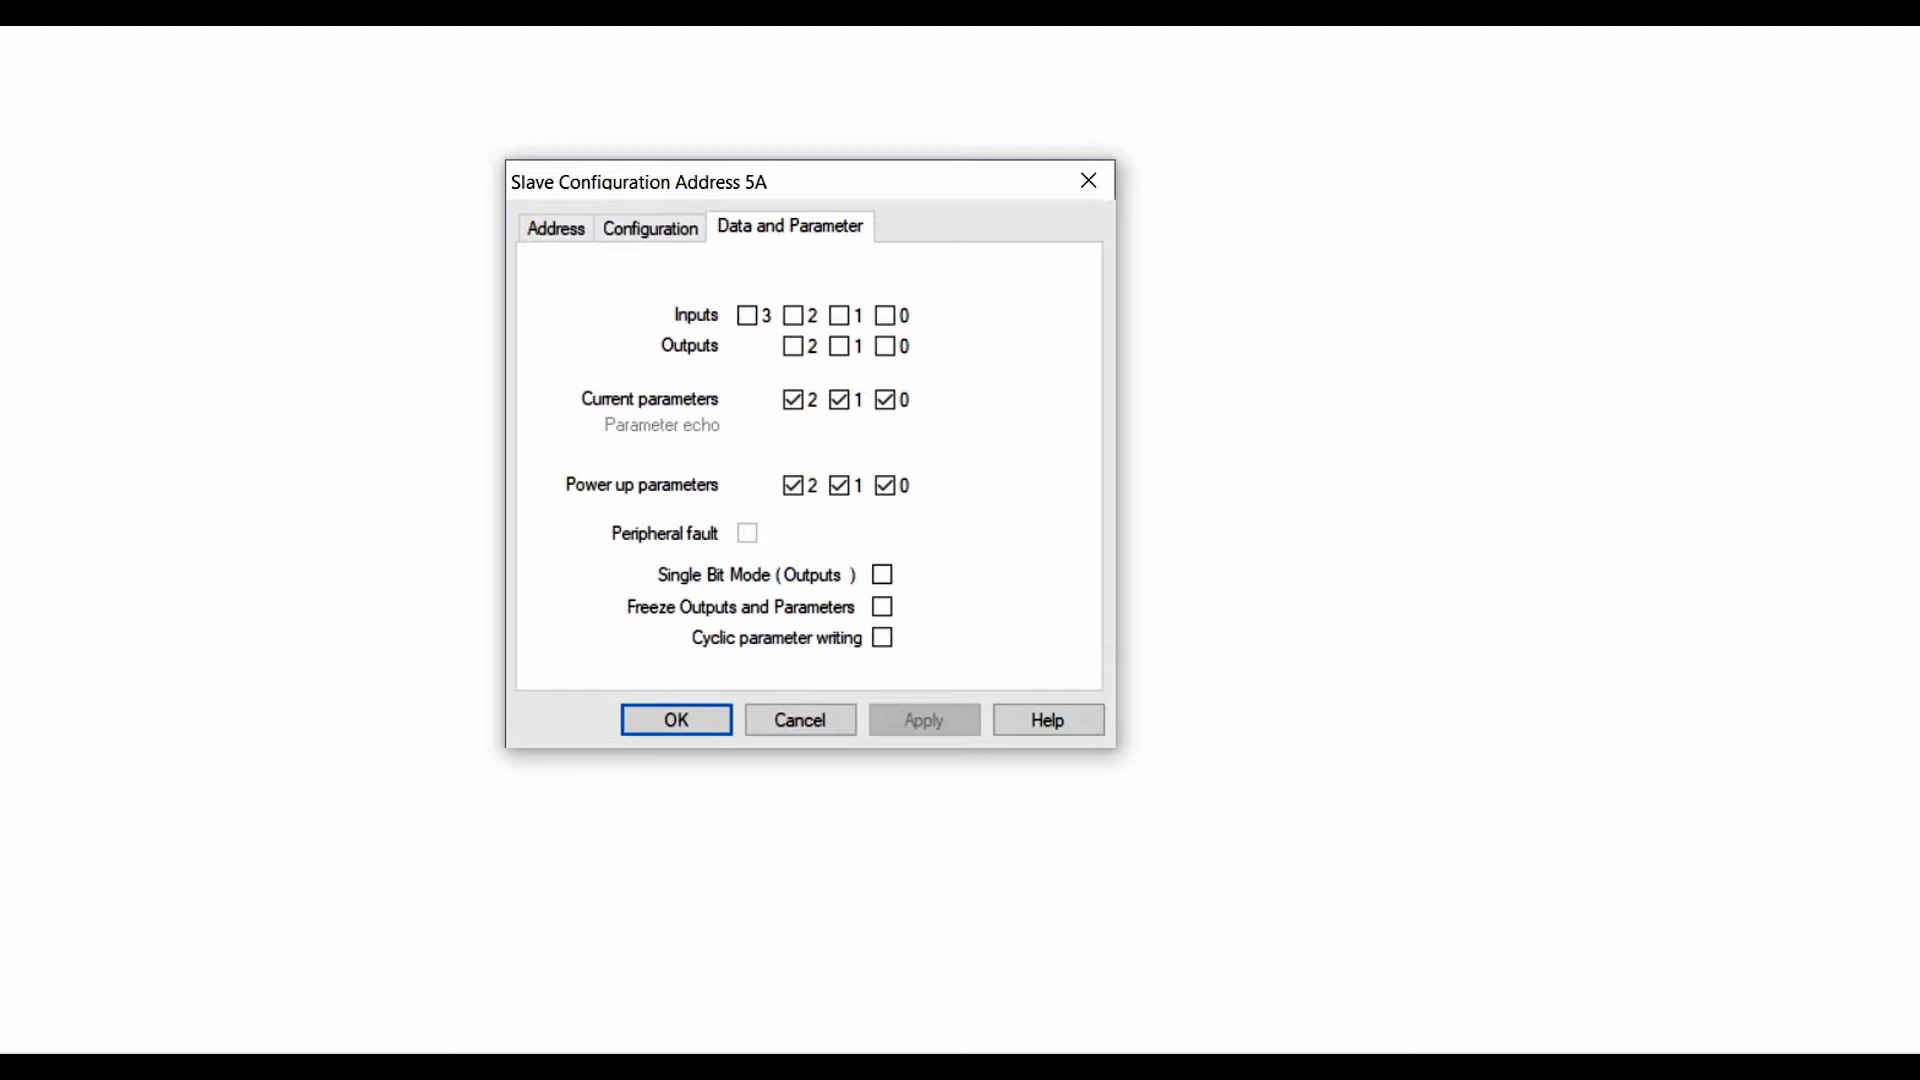 Slave Configuration Address 5A
Address Configuration Data and Parameter
Inputs 3 2 1 0
Outputs 2 1 0
Current parameters 2 1 0
Parameter echo
Power up parameters 2 1 0
Peripheral fault
Single Bit Mode ( Outputs )
Freeze Outputs and Parameters
Cyclic parameter writing
OK Cancel Apply Help